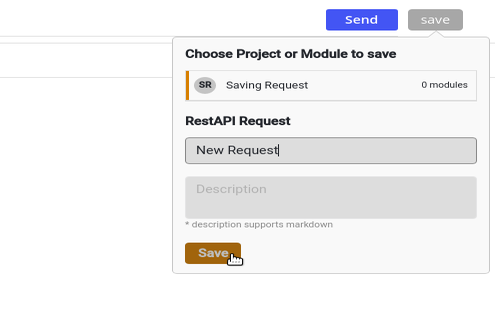 Send save
Choose Project or Module to save
SR Saving Request 0 modules
RestAPI Request
New Request
Description
* description supports markdown
Save